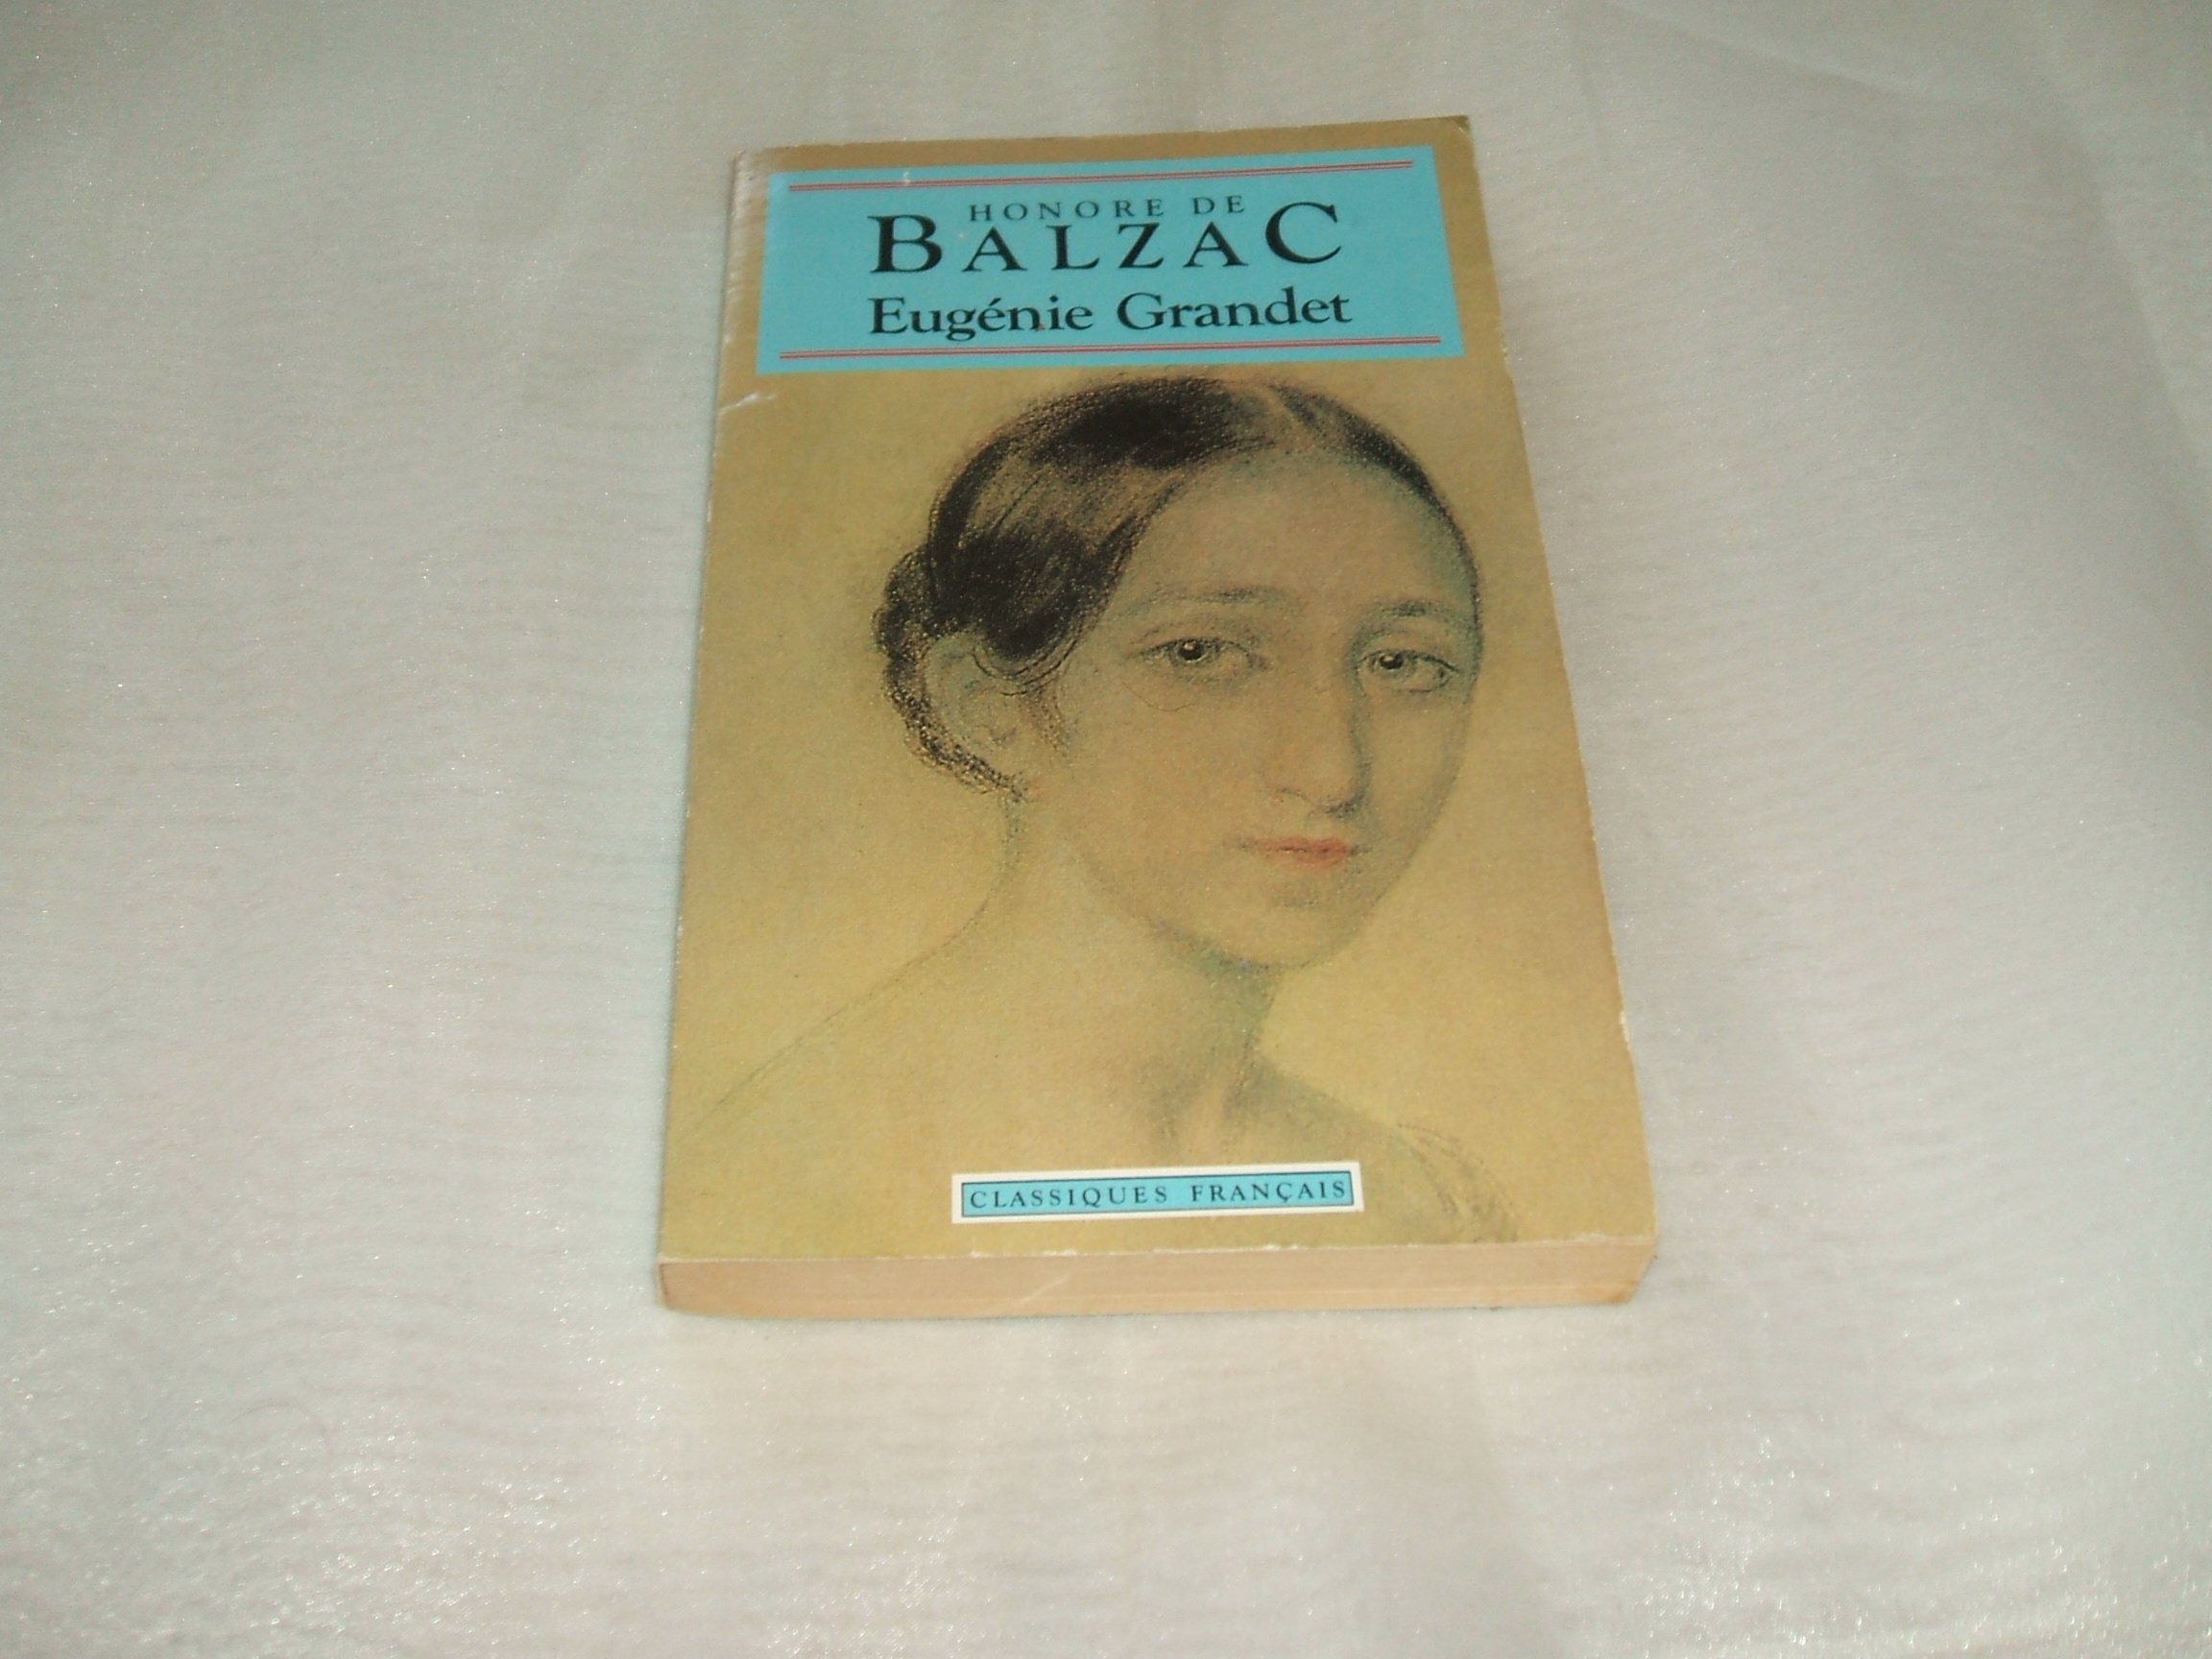 HONORE DE
BALZAC
Eugénie Grandet
CLASSIQUES FRANÇAIS